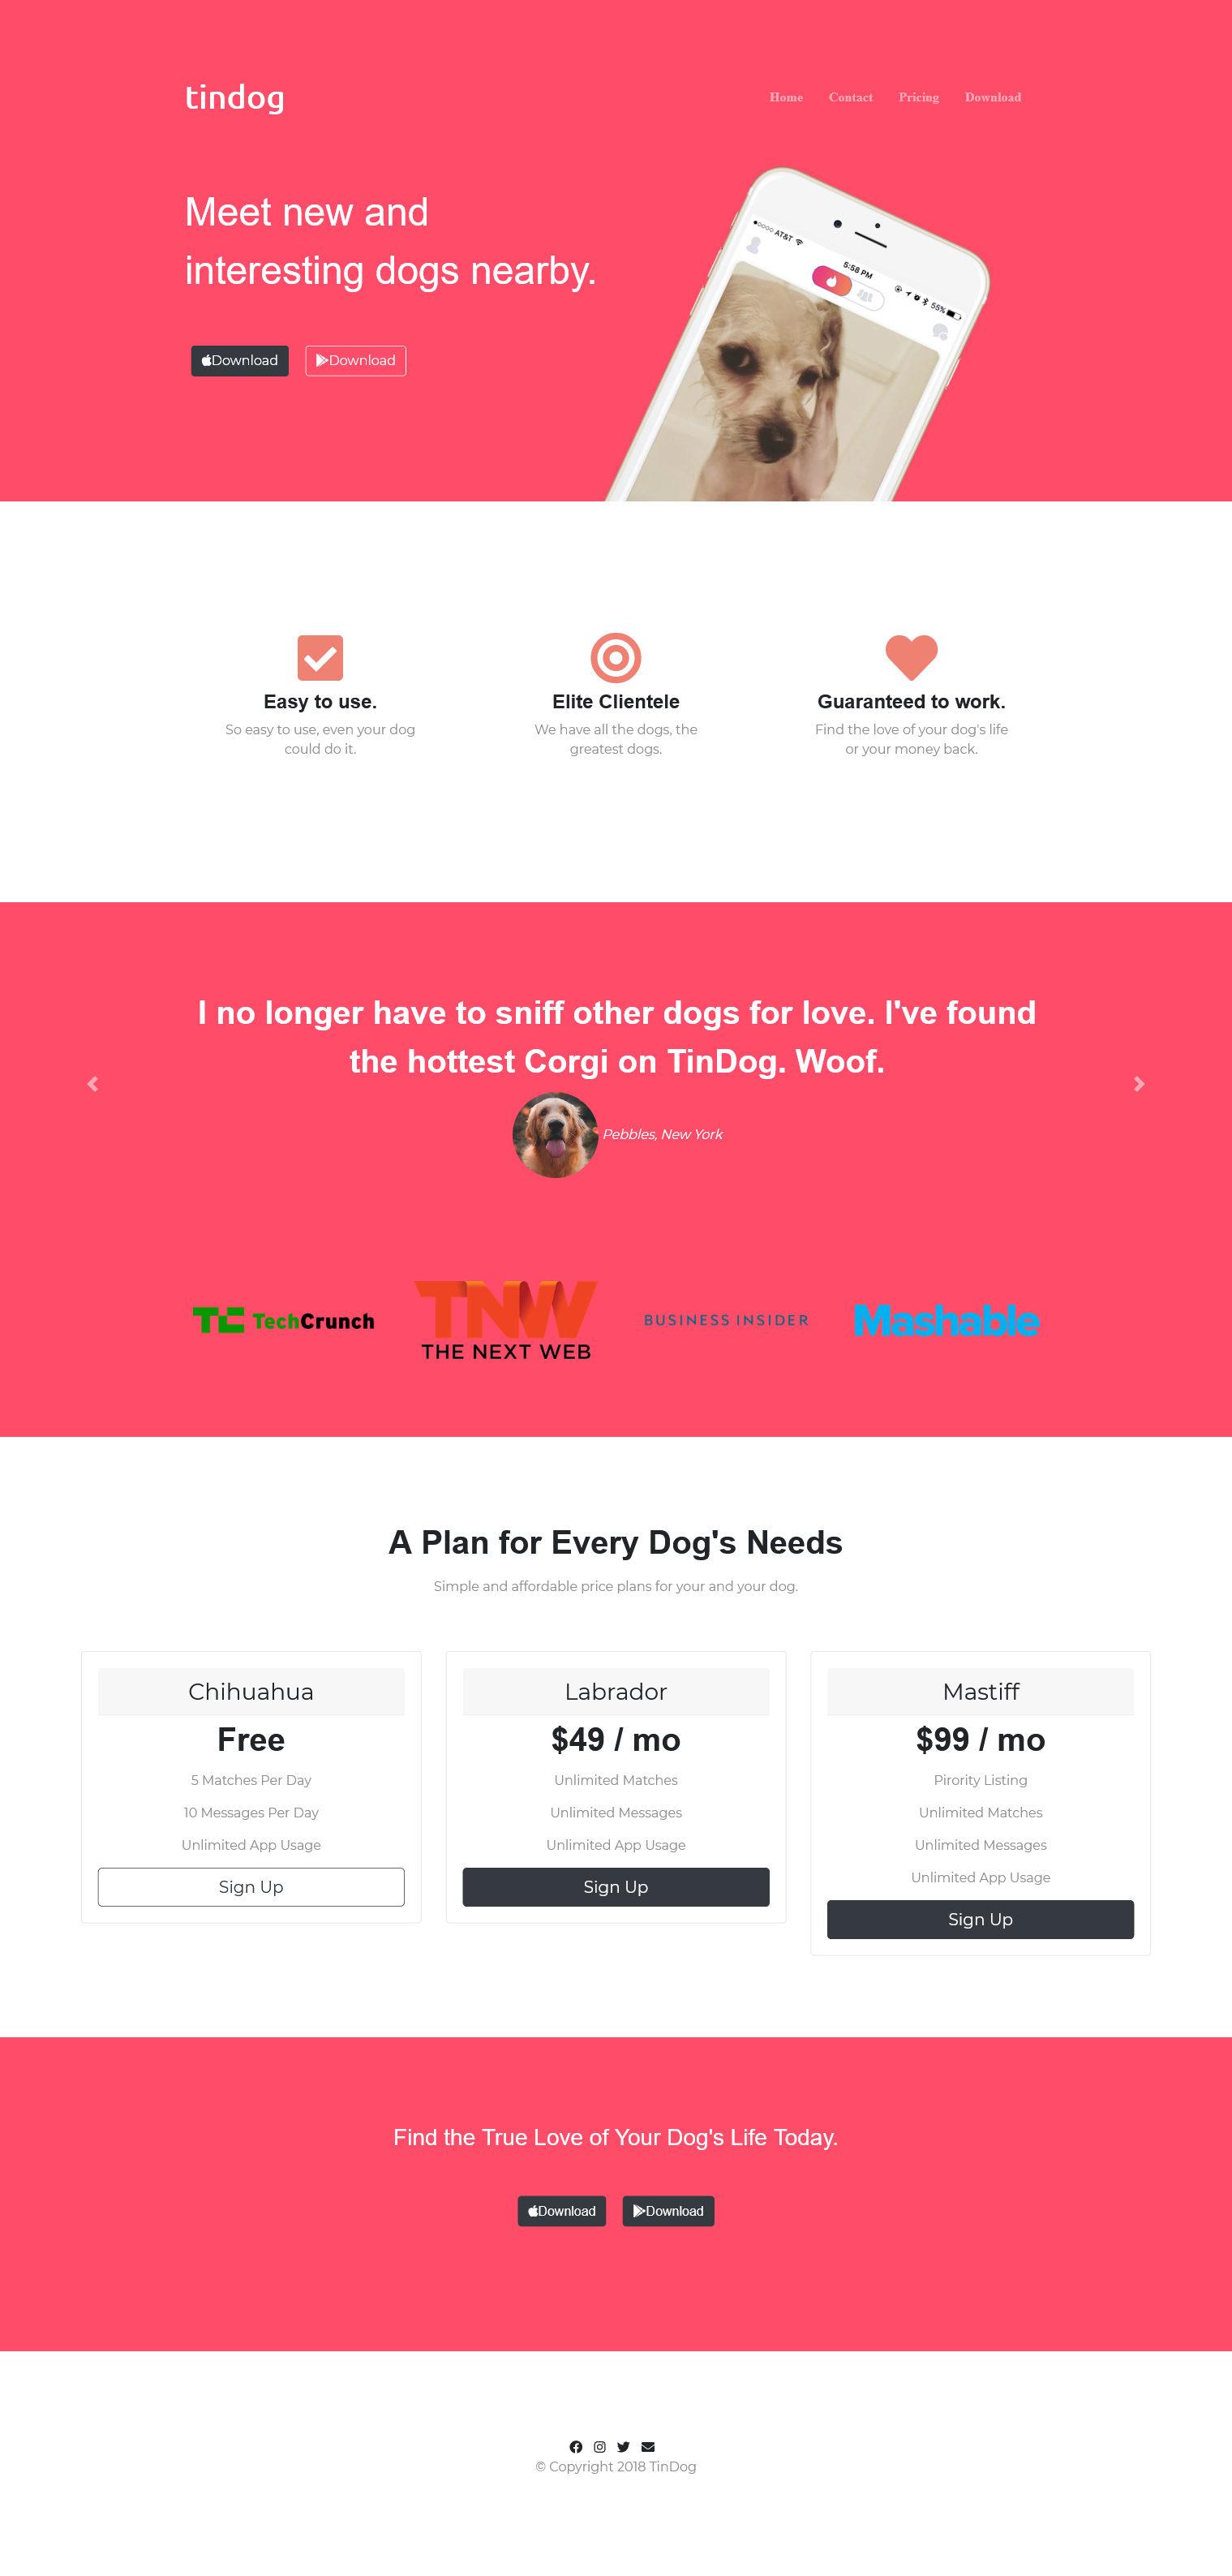 tindog
Home Contact Pricing Download
Meet new and
interesting dogs nearby.
●○○○○ AT&T
5:58 PM
55%
Download
Download
Easy to use.
So easy to use, even your dog
could do it.
Elite Clientele
We have all the dogs, the
greatest dogs.
Guaranteed to work.
Find the love of your dog's life
or your money back.
I no longer have to sniff other dogs for love. I've found
the hottest Corgi on TinDog. Woof.
Pebbles, New York
TC TechCrunch
TNW
THE NEXT WEB
BUSINESS INSIDER
Mashable
A Plan for Every Dog's Needs
Simple and affordable price plans for your and your dog.
Chihuahua
Free
5 Matches Per Day
10 Messages Per Day
Unlimited App Usage
Sign Up
Labrador
$49 / mo
Unlimited Matches
Unlimited Messages
Unlimited App Usage
Sign Up
Mastiff
$99 / mo
Pirority Listing
Unlimited Matches
Unlimited Messages
Unlimited App Usage
Sign Up
Find the True Love of Your Dog's Life Today.
Download
Download
© Copyright 2018 TinDog